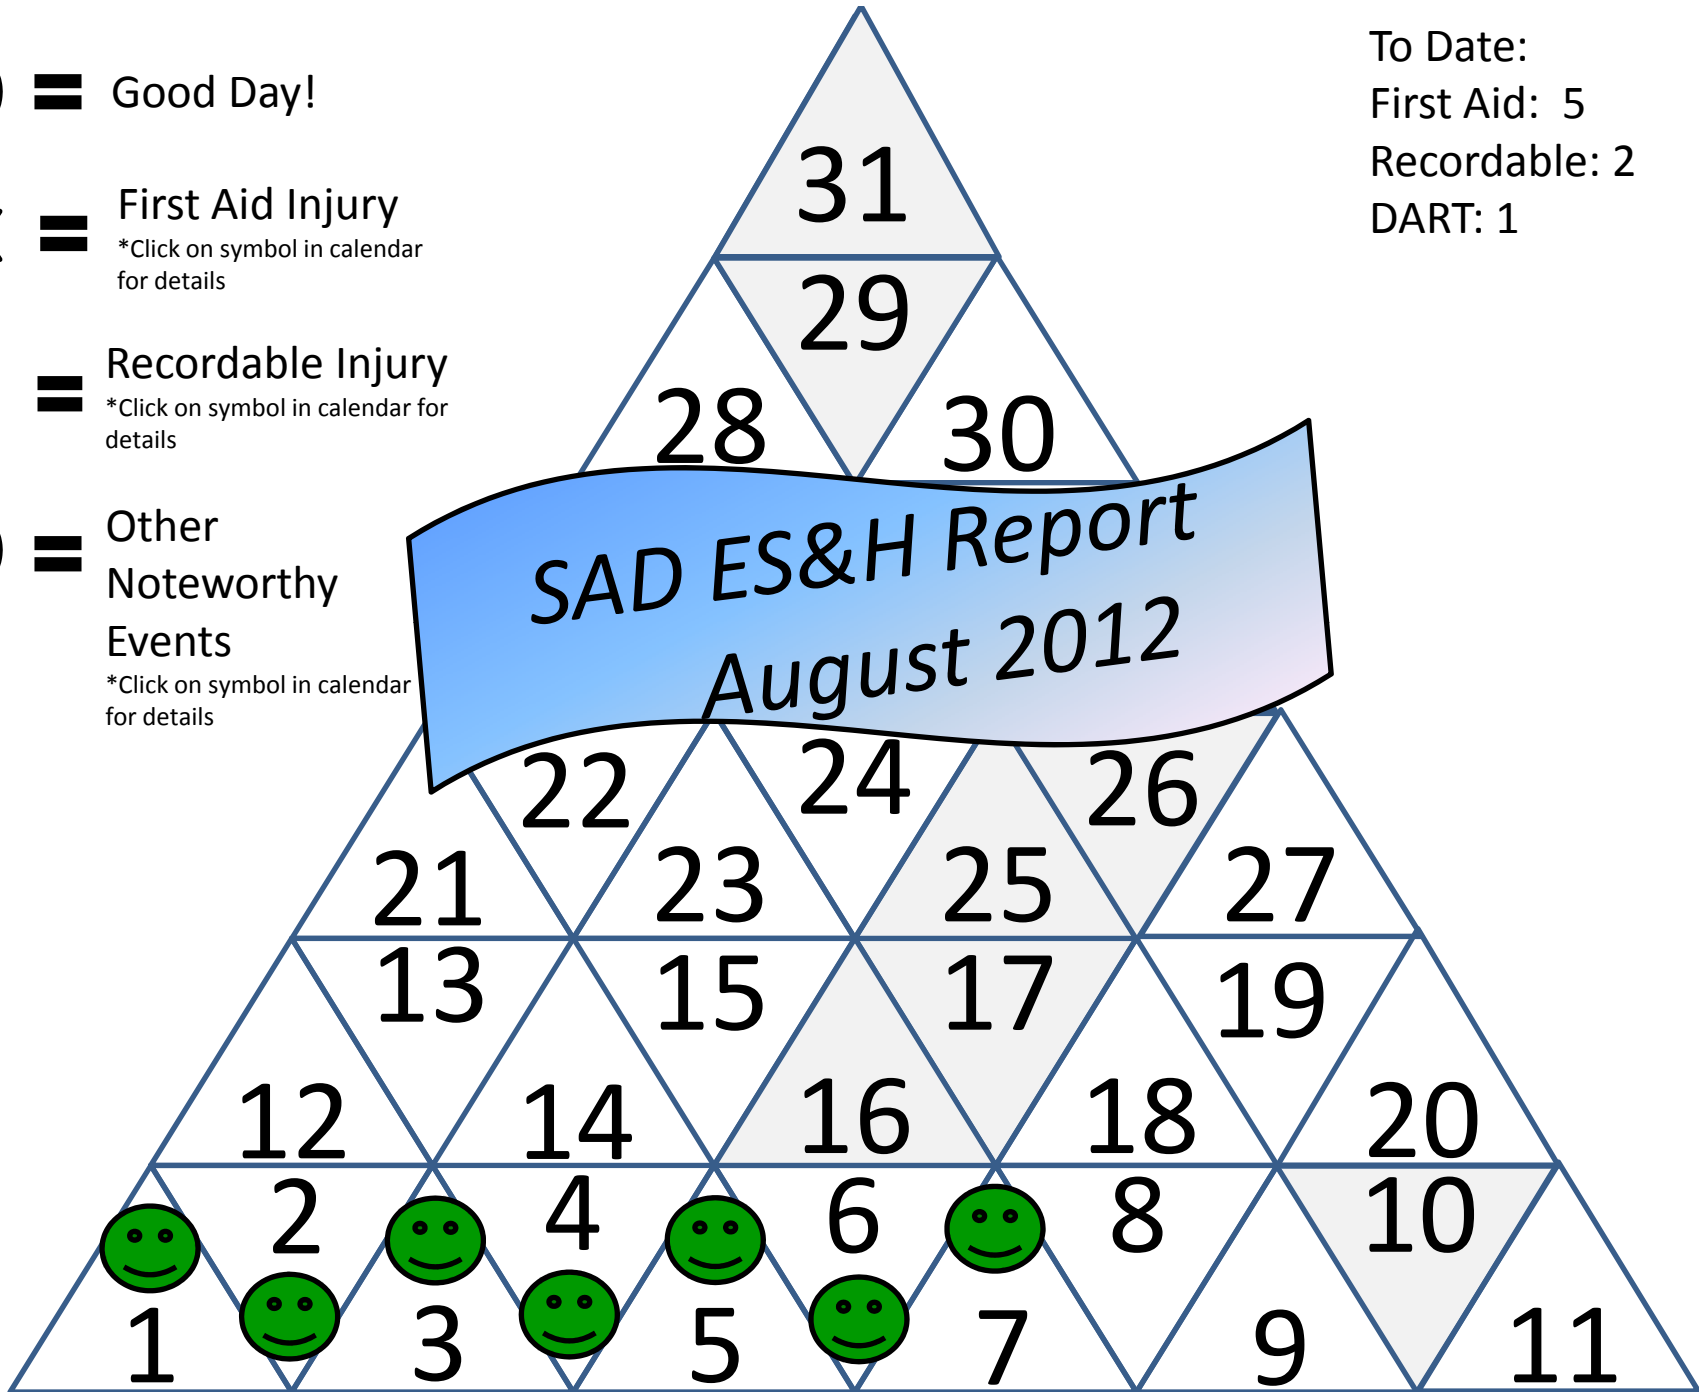 = Good Day!
= First Aid Injury
*Click on symbol in calendar
for details
= Recordable Injury
*Click on symbol in calendar for
details
= Other
Noteworthy
Events
*Click on symbol in calendar
for details
To Date:
First Aid: 5
Recordable: 2
DART: 1
31
29
28 30
SAD ES&H Report
August 2012
22 24 26
21 23 25 27
13 15 17 19
12 14 16 18 20
2 4 6 8 10
1 3 5 7 9 11